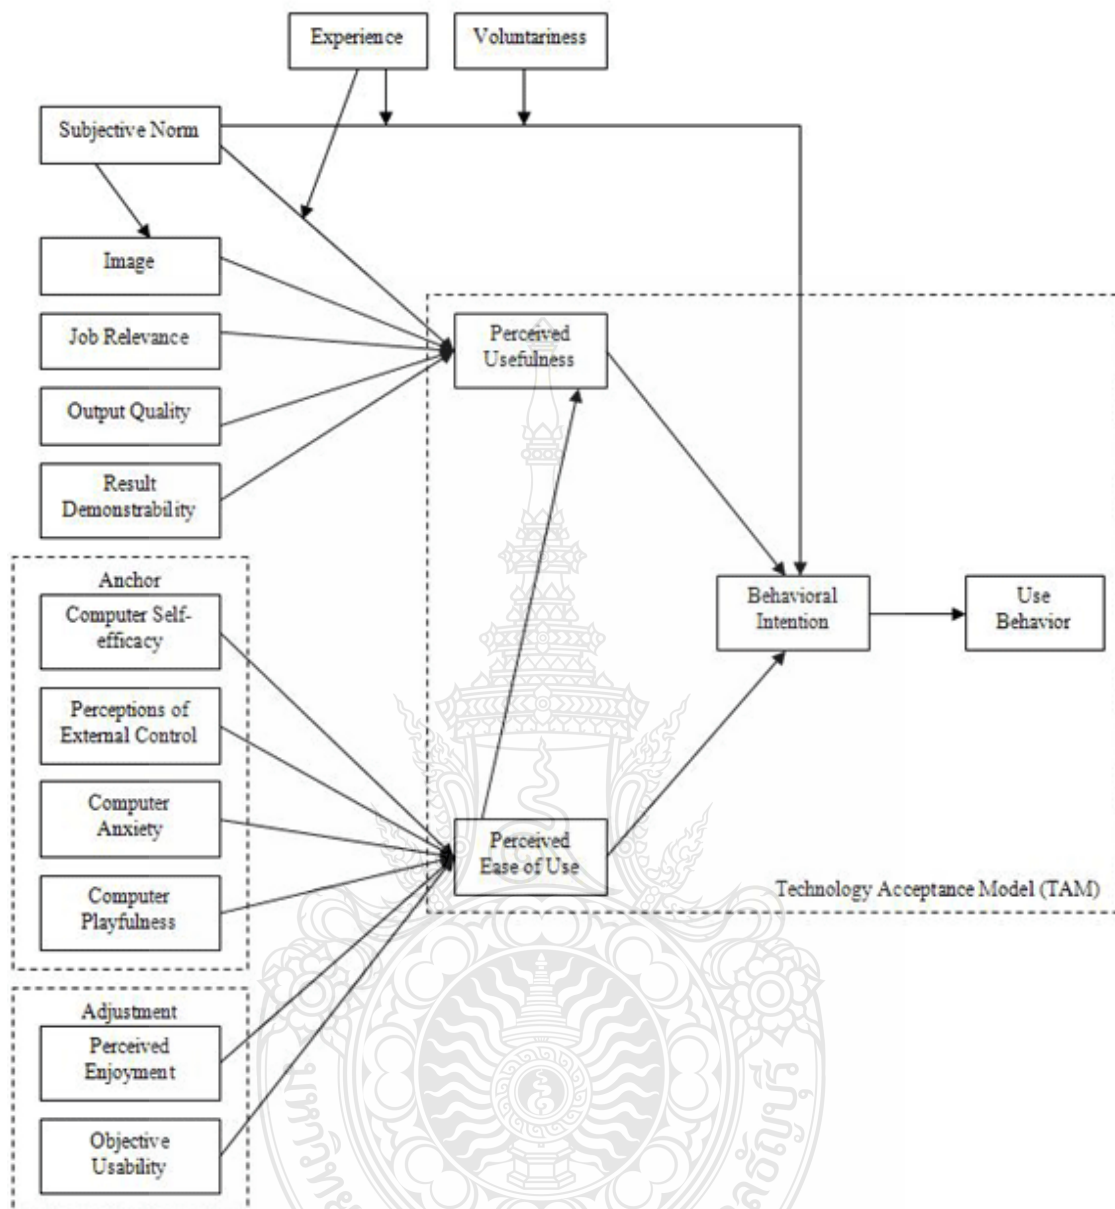 Experience
Voluntariness
Subjective Norm
Image
Job Relevance
Output Quality
Result
Demonstrability
Perceived
Usefulness
Anchor
Computer Self-
efficacy
Perceptions of
External Control
Computer
Anxiety
Computer
Playfulness
Behavioral
Intention
Use
Behavior
Perceived
Ease of Use
Technology Acceptance Model (TAM)
Adjustment
Perceived
Enjoyment
Objective
Usability